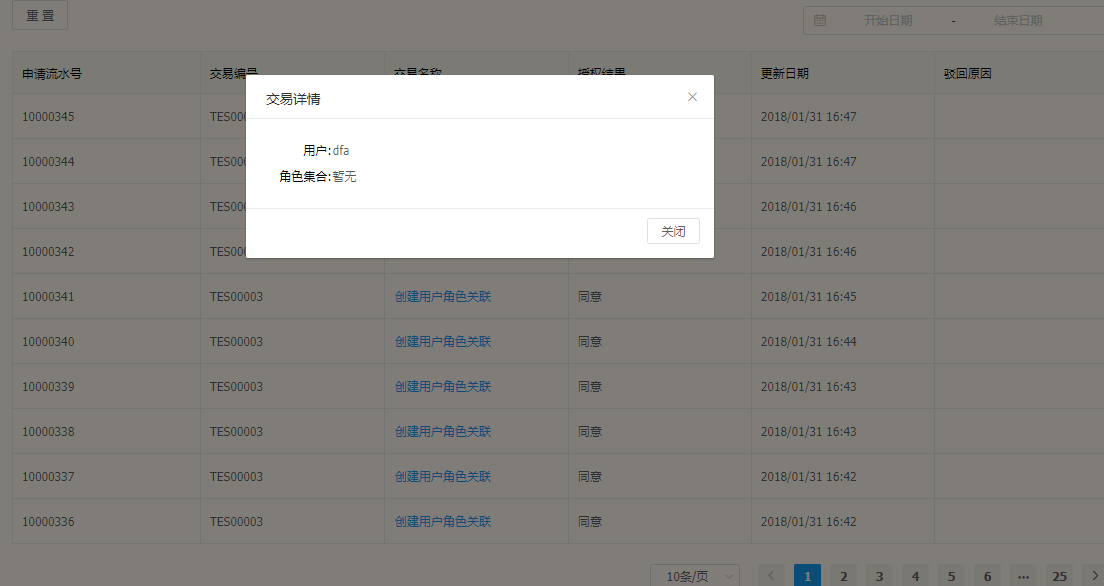 重 置
开始日期 - 结束日期
申请流水号 交易编号 交易名称 授权结果 更新日期 驳回原因
交易详情
10000345 TES00 2018/01/31 16:47
用户:dfa
10000344 TES00 2018/01/31 16:47
角色集合:暂无
10000343 TES00 2018/01/31 16:46
关闭
10000342 TES00 2018/01/31 16:46
10000341 TES00003 创建用户角色关联 同意 2018/01/31 16:45
10000340 TES00003 创建用户角色关联 同意 2018/01/31 16:44
10000339 TES00003 创建用户角色关联 同意 2018/01/31 16:43
10000338 TES00003 创建用户角色关联 同意 2018/01/31 16:43
10000337 TES00003 创建用户角色关联 同意 2018/01/31 16:42
10000336 TES00003 创建用户角色关联 同意 2018/01/31 16:42
10条/页 1 2 3 4 5 6 ••• 25